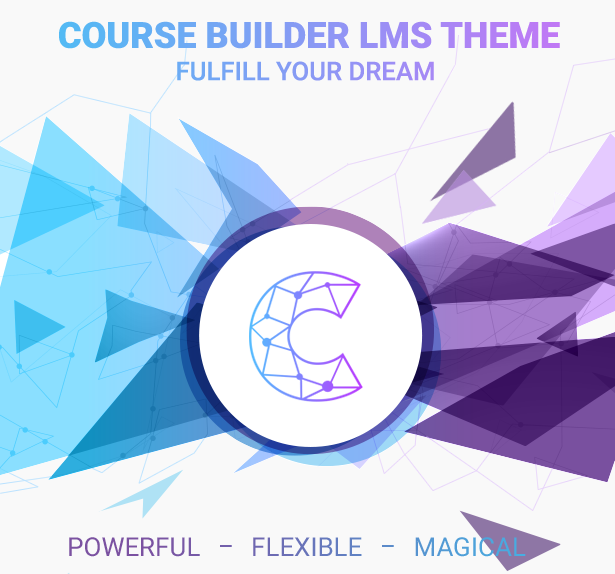 COURSE BUILDER LMS THEME
FULFILL YOUR DREAM
C
POWERFUL – FLEXIBLE – MAGICAL